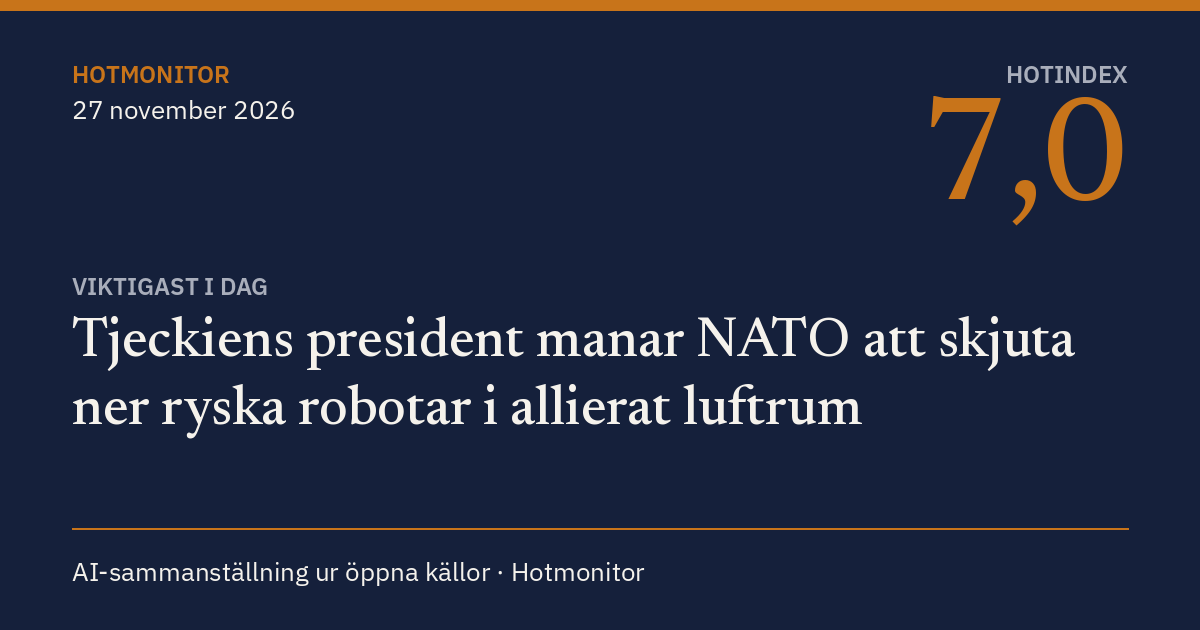 HOTMONITOR
27 november 2026
HOTINDEX
7,0
VIKTIGAST I DAG
Tjeckiens president manar NATO att skjuta
ner ryska robotar i allierat luftrum
AI-sammanställning ur öppna källor · Hotmonitor